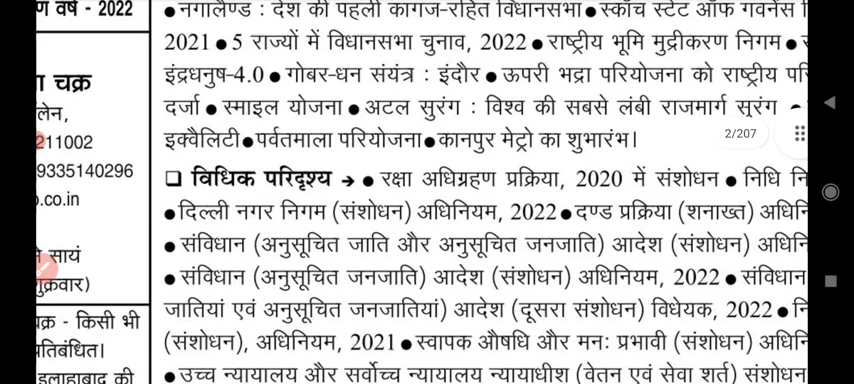 ण वर्ष - 2022
ा चक्र
लेन,
211002
9335140296
.co.in
सायं
गुक्रवार)
चक्र - किसी भी
प्रतिबंधित।
इलाहाबाद की
●नगालैण्ड : देश की पहली कागज-रहित विधानसभा●स्कॉच स्टेट ऑफ गवर्नेंस
2021●5 राज्यों में विधानसभा चुनाव, 2022●राष्ट्रीय भूमि मुद्रीकरण निगम●
इंद्रधनुष-4.0●गोबर-धन संयंत्र : इंदौर●ऊपरी भद्रा परियोजना को राष्ट्रीय परि
दर्जा●स्माइल योजना●अटल सुरंग : विश्व की सबसे लंबी राजमार्ग सुरंग ●
इक्वैलिटी●पर्वतमाला परियोजना●कानपुर मेट्रो का शुभारंभ।
2/207
❑ विधिक परिदृश्य → ● रक्षा अधिग्रहण प्रक्रिया, 2020 में संशोधन ● निधि नि
●दिल्ली नगर निगम (संशोधन) अधिनियम, 2022●दण्ड प्रक्रिया (शनाख्त) अधिनि
● संविधान (अनुसूचित जाति और अनुसूचित जनजाति) आदेश (संशोधन) अधिनि
● संविधान (अनुसूचित जनजाति) आदेश (संशोधन) अधिनियम, 2022 ● संविधान
जातियां एवं अनुसूचित जनजातियां) आदेश (दूसरा संशोधन) विधेयक, 2022●नि
(संशोधन), अधिनियम, 2021●स्वापक औषधि और मन: प्रभावी (संशोधन) अधिनि
●उच्च न्यायालय और सर्वोच्च न्यायालय न्यायाधीश (वेतन एवं सेवा शर्त) संशोधन